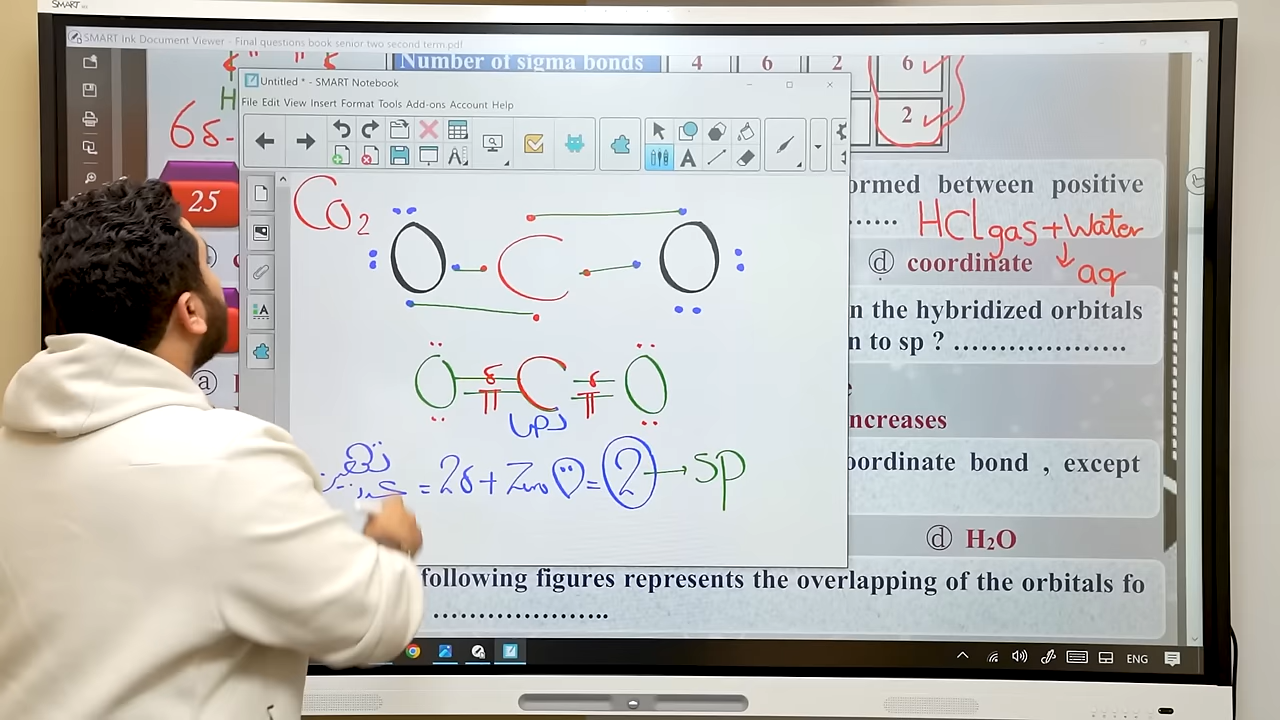 SMART
SMART Ink Document Viewer - Final questions book senior two second term.pdf
Number of sigma bonds 4 6 2 6
2
H
6δ-
25
Untitled * - SMART Notebook
File Edit View Insert Format Tools Add-ons Account Help
Co2
O C O
O C O
δ δ
π π
= 2δ + Zero = 2 → sp
ormed between positive
...... HCl gas + Water
ⓓ coordinate
aq
n the hybridized orbitals
n to sp ? ....................
ncreases
oordinate bond , except
ⓓ H₂O
ⓐ
following figures represents the overlapping of the orbitals fo
....................
ENG